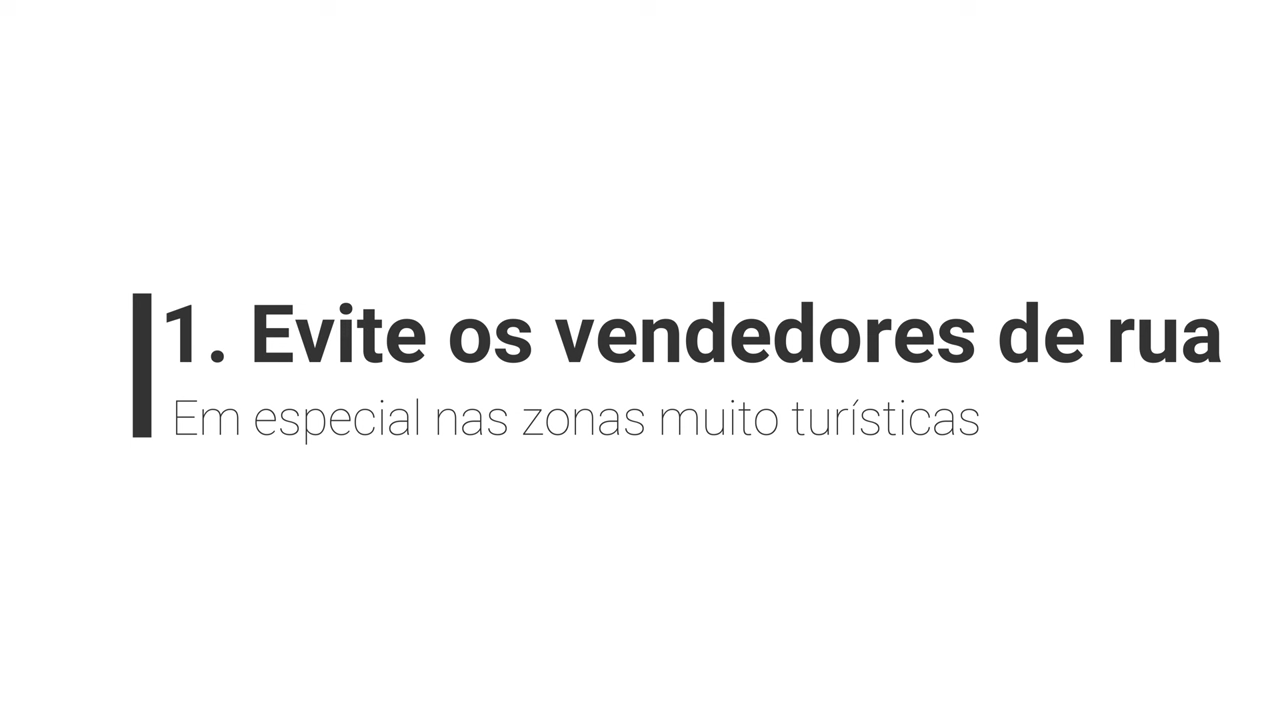 1. Evite os vendedores de rua
Em especial nas zonas muito turísticas